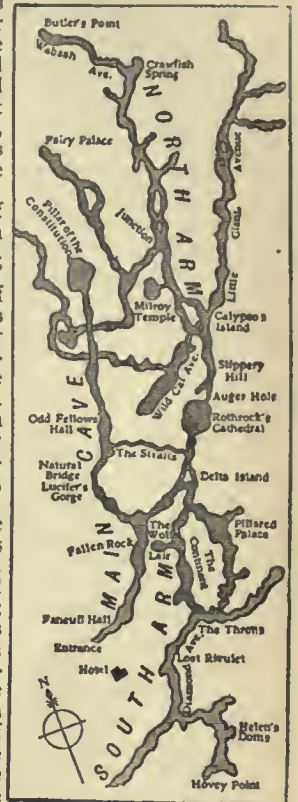 Butler's Point
Wabash
Ave.
Crawfish
Spring
NORTH ARM
Fairy Palace
Pillar of the
Constitution
Junction
Little Giant Avenue
Milroy
Temple
Calypso's
Island
Wild Cat Ave.
Slippery
Hill
Auger Hole
Rothrock's
Cathedral
Odd Fellows
Hall
The Straits
Natural
Bridge
Lucifer's
Gorge
Delta Island
MAIN CAVE
The Wolf's
Lair
Pillared
Palace
The
Continent
Fallen Rock
Faneuil Hall
Entrance
The Throne
Hotel
Lost Rivulet
Diamond Ave.
SOUTH ARM
Helen's
Dome
Hovey Point
N